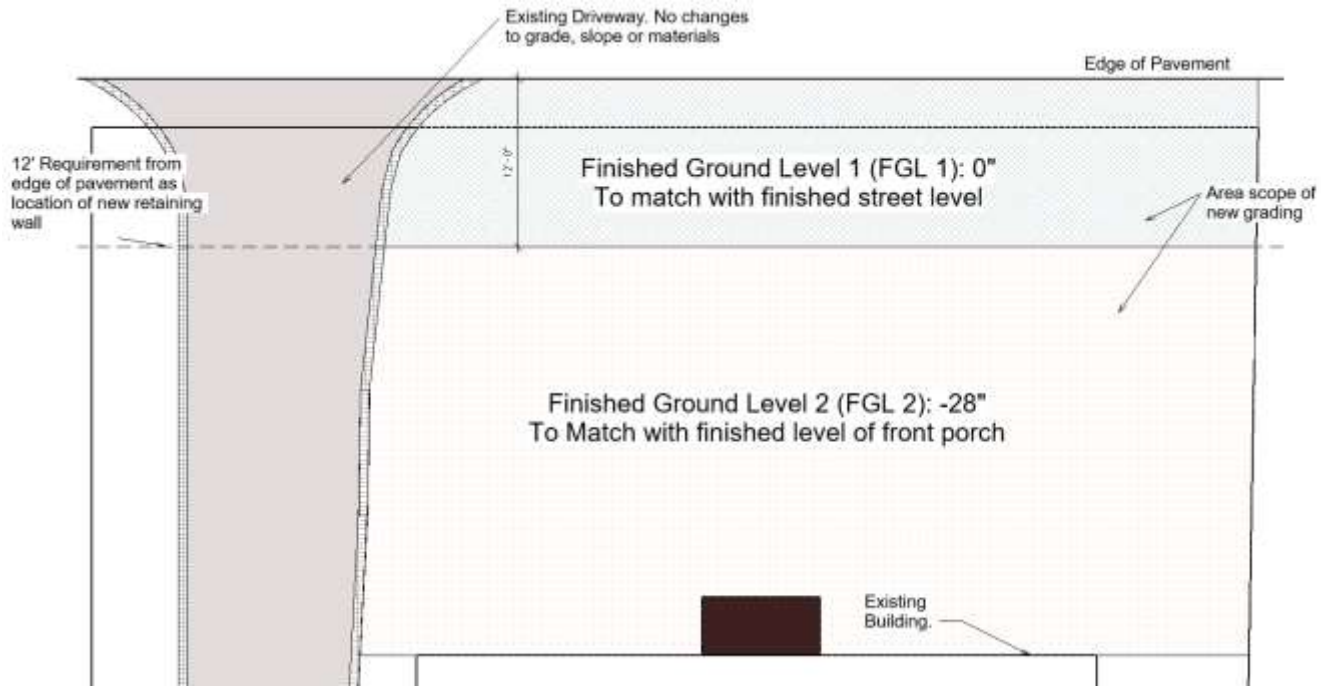 Existing Driveway. No changes
to grade, slope or materials
Edge of Pavement
12' Requirement from
edge of pavement as
location of new retaining
wall
12'-0"
Finished Ground Level 1 (FGL 1): 0"
To match with finished street level
Area scope of
new grading
Finished Ground Level 2 (FGL 2): -28"
To Match with finished level of front porch
Existing
Building.